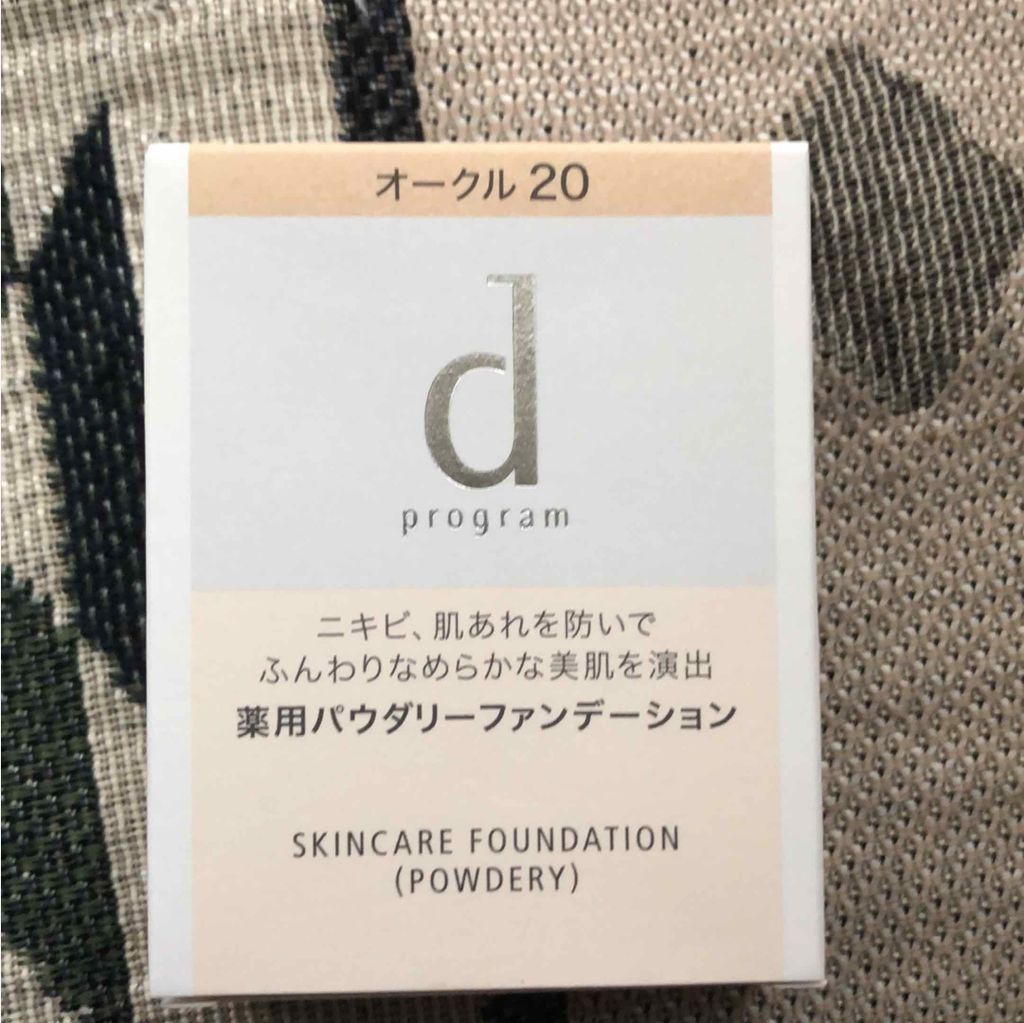 オークル 20
d
program
ニキビ、肌あれを防いで
ふんわりなめらかな美肌を演出
薬用パウダリーファンデーション
SKINCARE FOUNDATION
(POWDERY)